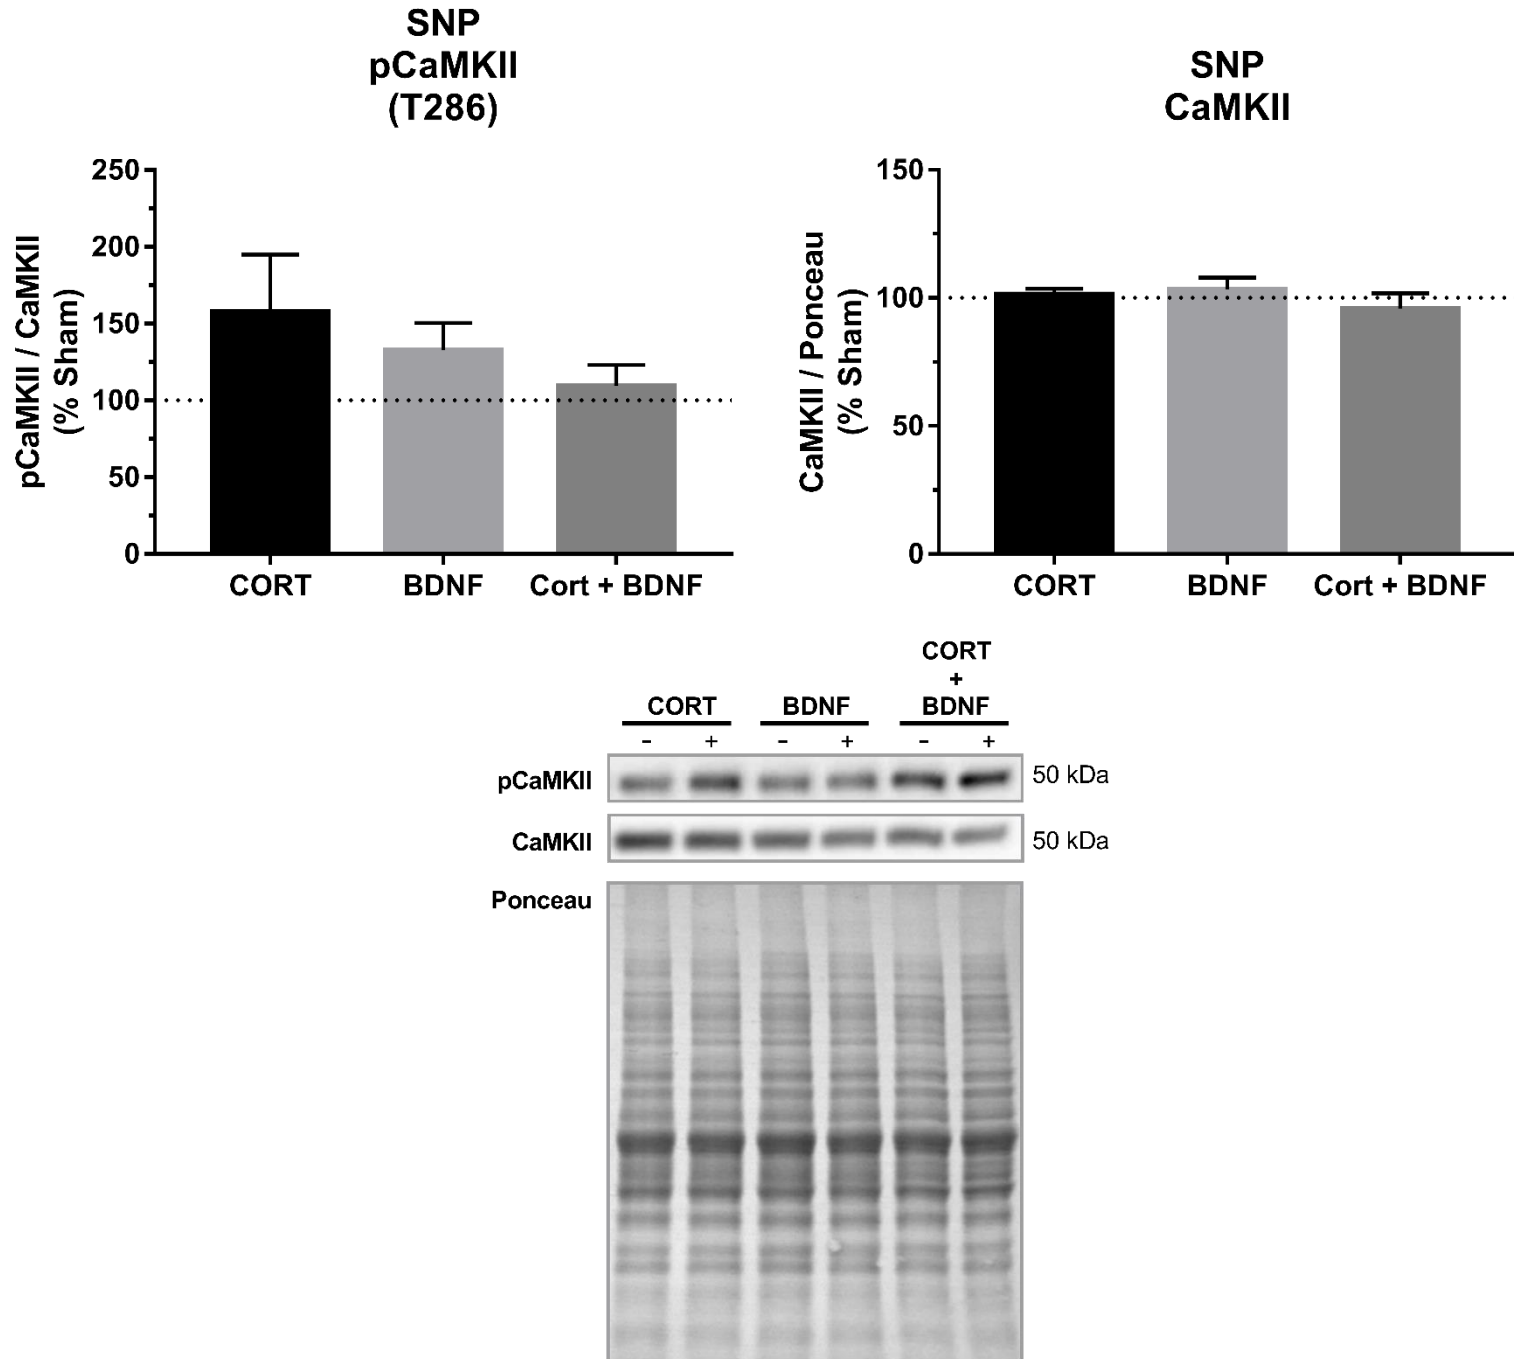 SNP
pCaMKII
(T286)
pCaMKII / CaMKII
(% Sham)
250
200
150
100
50
0
CORT BDNF Cort + BDNF
SNP
CaMKII
CaMKII / Ponceau
(% Sham)
150
100
50
0
CORT BDNF Cort + BDNF
CORT
+
CORT BDNF BDNF
- + - + - +
pCaMKII 50 kDa
CaMKII 50 kDa
Ponceau